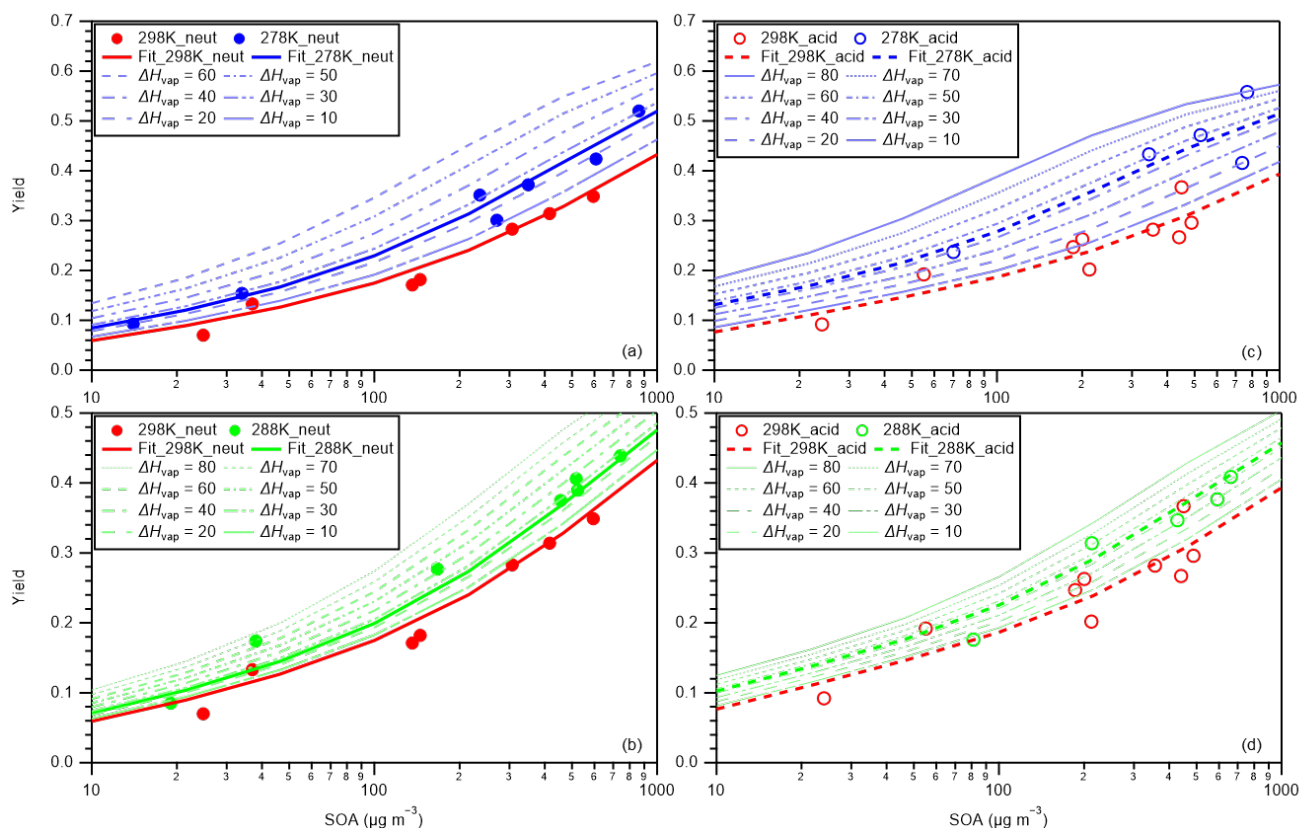 0.7
0.6
0.5
0.4
0.3
0.2
0.1
0.0
Yield
298K_neut 278K_neut
Fit_298K_neut Fit_278K_neut
ΔHvap = 60 ΔHvap = 50
ΔHvap = 40 ΔHvap = 30
ΔHvap = 20 ΔHvap = 10
(a)
10 2 3 4 5 6 7 8 9 100 2 3 4 5 6 7 8 9 1000
0.7
0.6
0.5
0.4
0.3
0.2
0.1
0.0
298K_acid 278K_acid
Fit_298K_acid Fit_278K_acid
ΔHvap = 80 ΔHvap = 70
ΔHvap = 60 ΔHvap = 50
ΔHvap = 40 ΔHvap = 30
ΔHvap = 20 ΔHvap = 10
(c)
10 2 3 4 5 6 7 8 9 100 2 3 4 5 6 7 8 9 1000
0.5
0.4
0.3
0.2
0.1
0.0
Yield
298K_neut 288K_neut
Fit_298K_neut Fit_288K_neut
ΔHvap = 80 ΔHvap = 70
ΔHvap = 60 ΔHvap = 50
ΔHvap = 40 ΔHvap = 30
ΔHvap = 20 ΔHvap = 10
(b)
10 2 3 4 5 6 7 8 9 100 2 3 4 5 6 7 8 9 1000
SOA (µg m⁻³)
0.5
0.4
0.3
0.2
0.1
0.0
298K_acid 288K_acid
Fit_298K_acid Fit_288K_acid
ΔHvap = 80 ΔHvap = 70
ΔHvap = 60 ΔHvap = 50
ΔHvap = 40 ΔHvap = 30
ΔHvap = 20 ΔHvap = 10
(d)
10 2 3 4 5 6 7 8 9 100 2 3 4 5 6 7 8 9 1000
SOA (µg m⁻³)